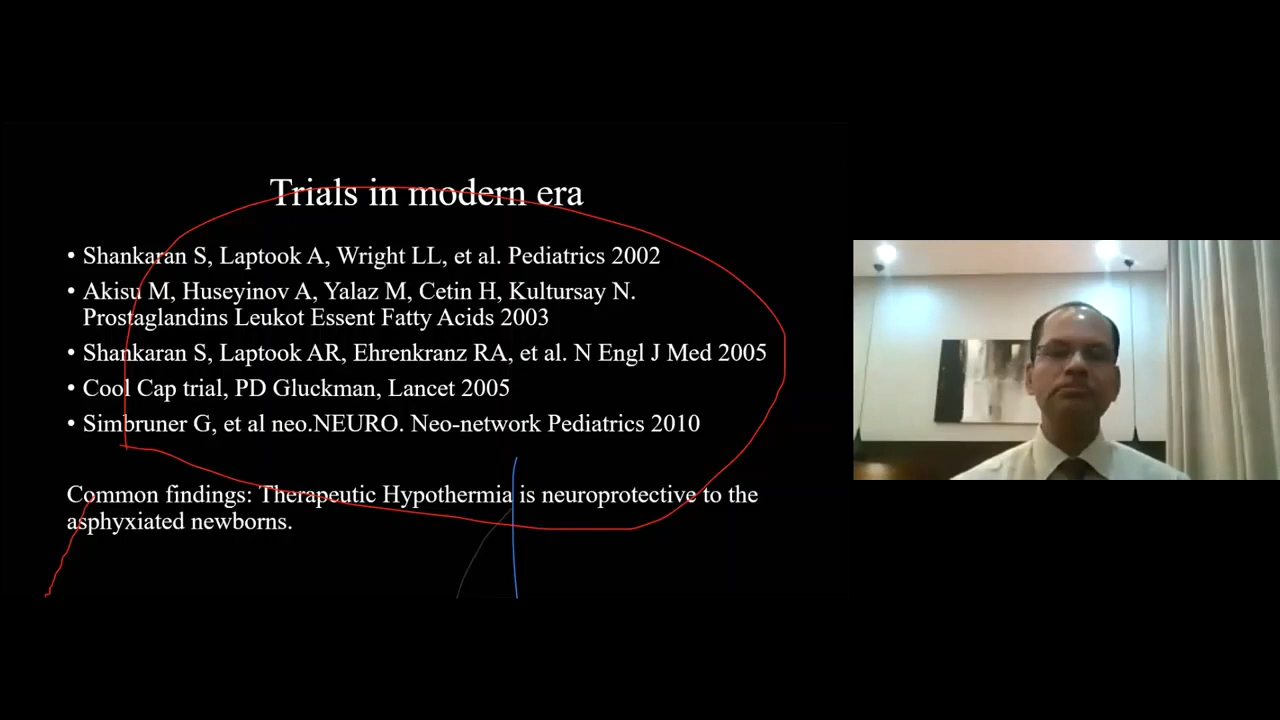 Trials in modern era
• Shankaran S, Laptook A, Wright LL, et al. Pediatrics 2002
• Akisu M, Huseyinov A, Yalaz M, Cetin H, Kultursay N.
Prostaglandins Leukot Essent Fatty Acids 2003
• Shankaran S, Laptook AR, Ehrenkranz RA, et al. N Engl J Med 2005
• Cool Cap trial, PD Gluckman, Lancet 2005
• Simbruner G, et al neo.NEURO. Neo-network Pediatrics 2010
Common findings: Therapeutic Hypothermia is neuroprotective to the
asphyxiated newborns.